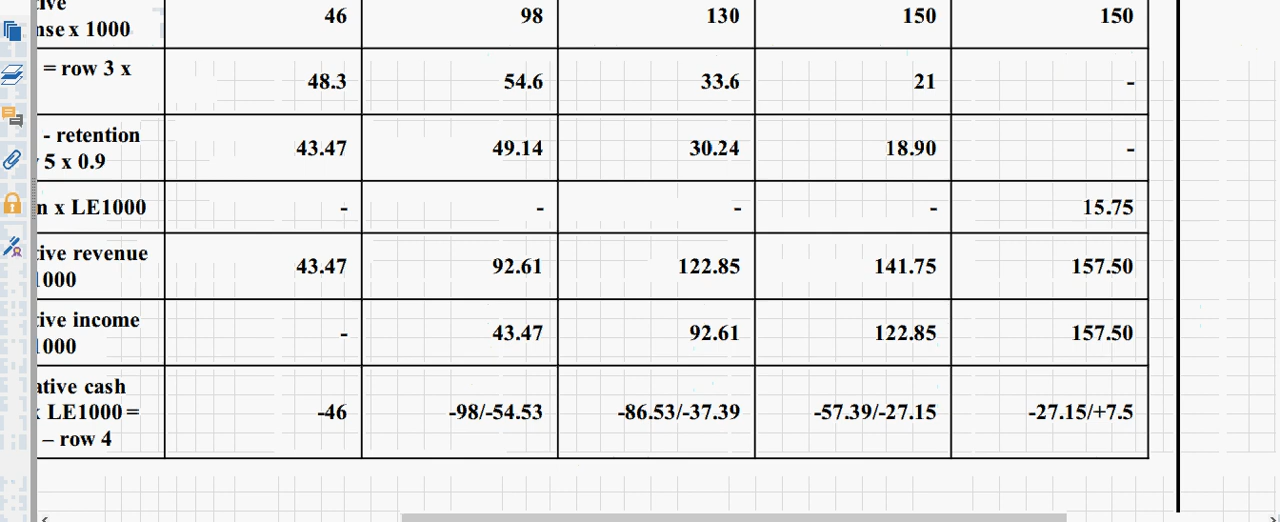 tive
nse x 1000 46 98 130 150 150
= row 3 x
48.3 54.6 33.6 21 -
- retention
5 x 0.9 43.47 49.14 30.24 18.90 -
n x LE1000 - - - - 15.75
tive revenue
1000 43.47 92.61 122.85 141.75 157.50
tive income
1000 - 43.47 92.61 122.85 157.50
ative cash
x LE1000 = -46 -98/-54.53 -86.53/-37.39 -57.39/-27.15 -27.15/+7.5
– row 4